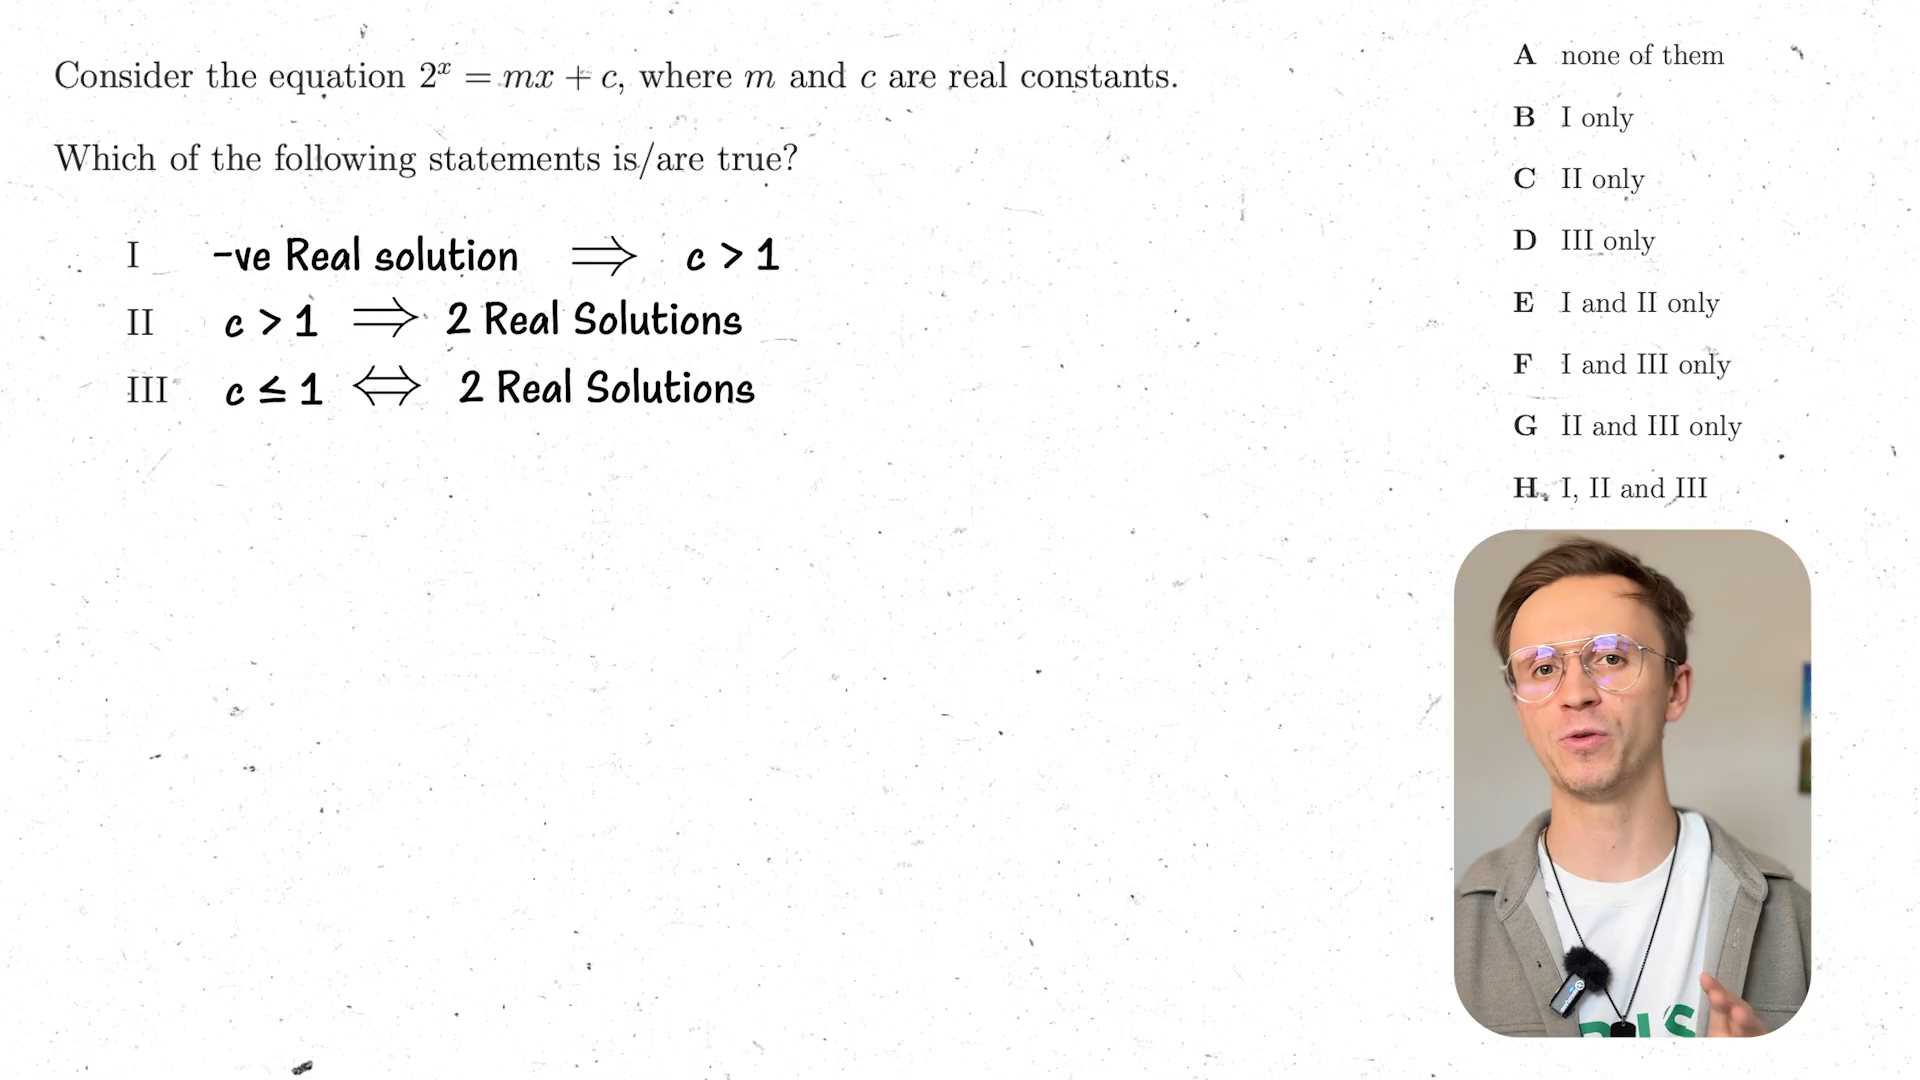 Consider the equation 2ˣ = mx + c, where m and c are real constants.
Which of the following statements is/are true?
I -ve Real solution ⟹ c > 1
II c > 1 ⟹ 2 Real Solutions
III c ≤ 1 ⟺ 2 Real Solutions
A none of them
B I only
C II only
D III only
E I and II only
F I and III only
G II and III only
H I, II and III